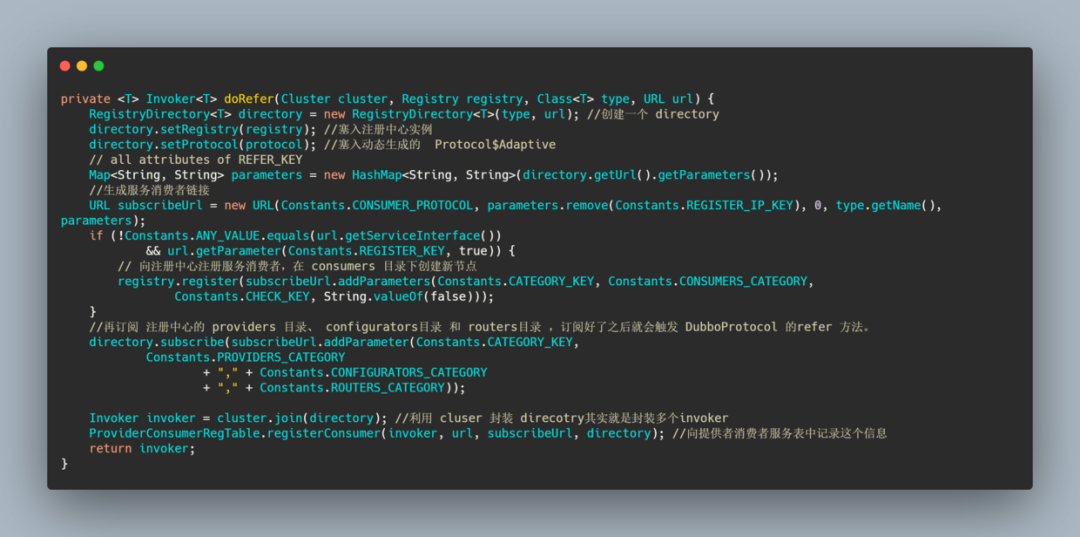 private <T> Invoker<T> doRefer(Cluster cluster, Registry registry, Class<T> type, URL url) {
    RegistryDirectory<T> directory = new RegistryDirectory<T>(type, url); //创建一个 directory
    directory.setRegistry(registry); //塞入注册中心实例
    directory.setProtocol(protocol); //塞入动态生成的  Protocol$Adaptive
    // all attributes of REFER_KEY
    Map<String, String> parameters = new HashMap<String, String>(directory.getUrl().getParameters());
    //生成服务消费者链接
    URL subscribeUrl = new URL(Constants.CONSUMER_PROTOCOL, parameters.remove(Constants.REGISTER_IP_KEY), 0, type.getName(),
parameters);
    if (!Constants.ANY_VALUE.equals(url.getServiceInterface())
            && url.getParameter(Constants.REGISTER_KEY, true)) {
        // 向注册中心注册服务消费者，在 consumers 目录下创建新节点
        registry.register(subscribeUrl.addParameters(Constants.CATEGORY_KEY, Constants.CONSUMERS_CATEGORY,
                Constants.CHECK_KEY, String.valueOf(false)));
    }
    //再订阅 注册中心的 providers 目录、 configurators目录 和 routers目录 ，订阅好了之后就会触发 DubboProtocol 的refer 方法。
    directory.subscribe(subscribeUrl.addParameter(Constants.CATEGORY_KEY,
            Constants.PROVIDERS_CATEGORY
                    + "," + Constants.CONFIGURATORS_CATEGORY
                    + "," + Constants.ROUTERS_CATEGORY));
    Invoker invoker = cluster.join(directory); //利用 cluser 封装 direcotry其实就是封装多个invoker
    ProviderConsumerRegTable.registerConsumer(invoker, url, subscribeUrl, directory); //向提供者消费者服务表中记录这个信息
    return invoker;
}